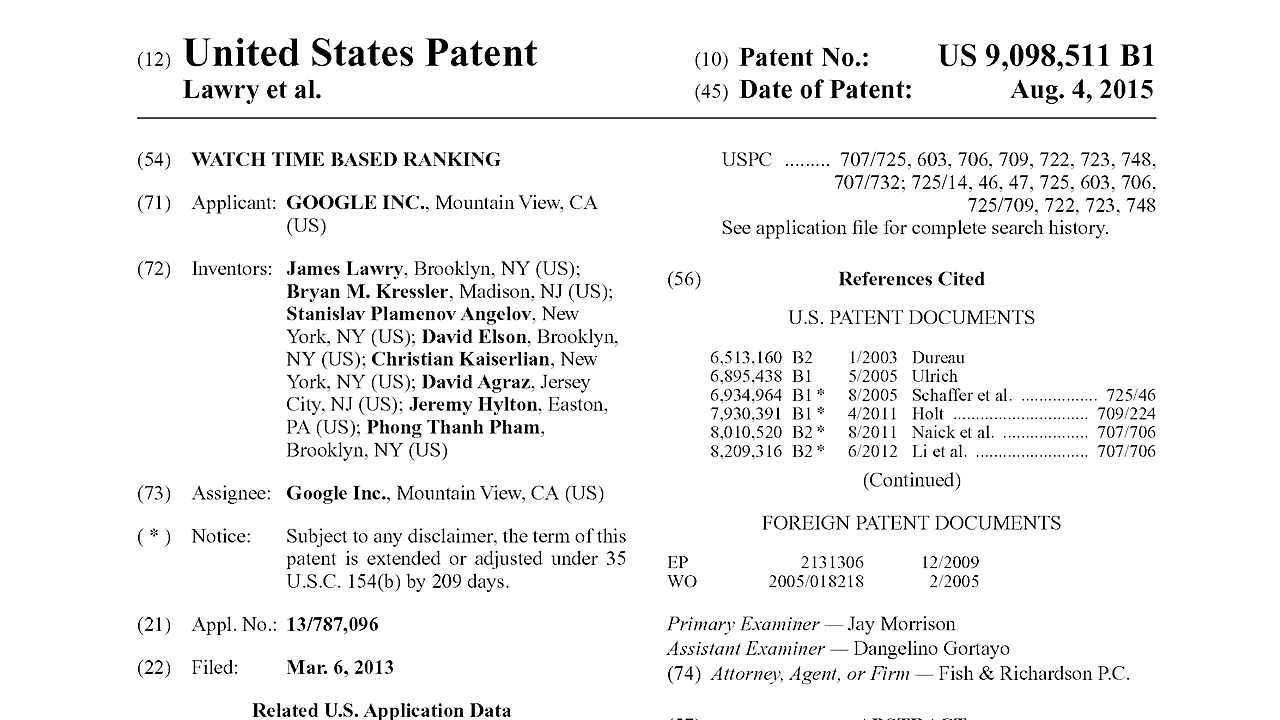 (12) United States Patent
Lawry et al.
(10) Patent No.: US 9,098,511 B1
(45) Date of Patent: Aug. 4, 2015
(54) WATCH TIME BASED RANKING
(71) Applicant: GOOGLE INC., Mountain View, CA
(US)
(72) Inventors: James Lawry, Brooklyn, NY (US);
Bryan M. Kressler, Madison, NJ (US);
Stanislav Plamenov Angelov, New
York, NY (US); David Elson, Brooklyn,
NY (US); Christian Kaiserlian, New
York, NY (US); David Agraz, Jersey
City, NJ (US); Jeremy Hylton, Easton,
PA (US); Phong Thanh Pham,
Brooklyn, NY (US)
(73) Assignee: Google Inc., Mountain View, CA (US)
( * ) Notice: Subject to any disclaimer, the term of this
patent is extended or adjusted under 35
U.S.C. 154(b) by 209 days.
(21) Appl. No.: 13/787,096
(22) Filed: Mar. 6, 2013
Related U.S. Application Data
USPC ......... 707/725, 603, 706, 709, 722, 723, 748,
707/732; 725/14, 46, 47, 725, 603, 706,
725/709, 722, 723, 748
See application file for complete search history.
(56) References Cited
U.S. PATENT DOCUMENTS
6,513,160 B2 1/2003 Dureau
6,895,438 B1 5/2005 Ulrich
6,934,964 B1 * 8/2005 Schaffer et al. ................ 725/46
7,930,391 B1 * 4/2011 Holt ............................ 709/224
8,010,520 B2 * 8/2011 Naick et al. .................. 707/706
8,209,316 B2 * 6/2012 Li et al. ........................ 707/706
(Continued)
FOREIGN PATENT DOCUMENTS
EP 2131306 12/2009
WO 2005/018218 2/2005
Primary Examiner — Jay Morrison
Assistant Examiner — Dangelino Gortayo
(74) Attorney, Agent, or Firm — Fish & Richardson P.C.